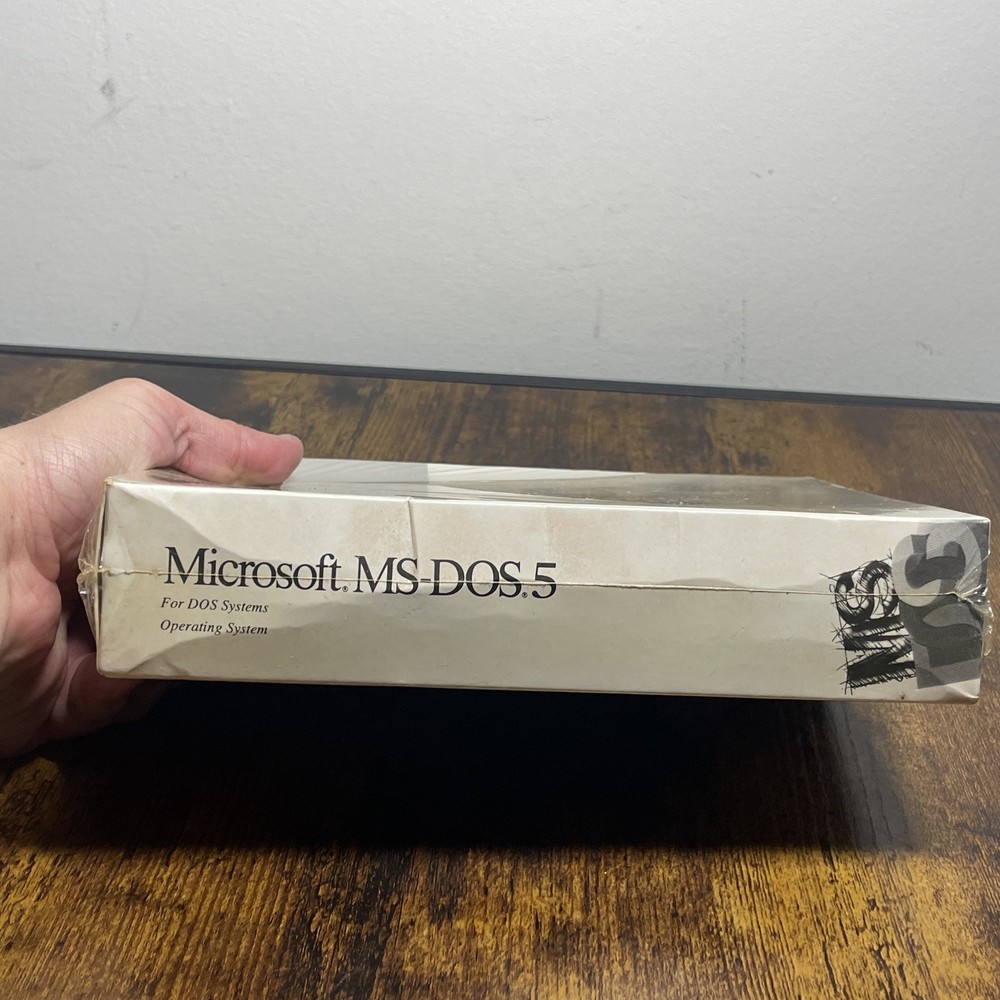 Microsoft® MS-DOS® 5
For DOS Systems
Operating System
MS